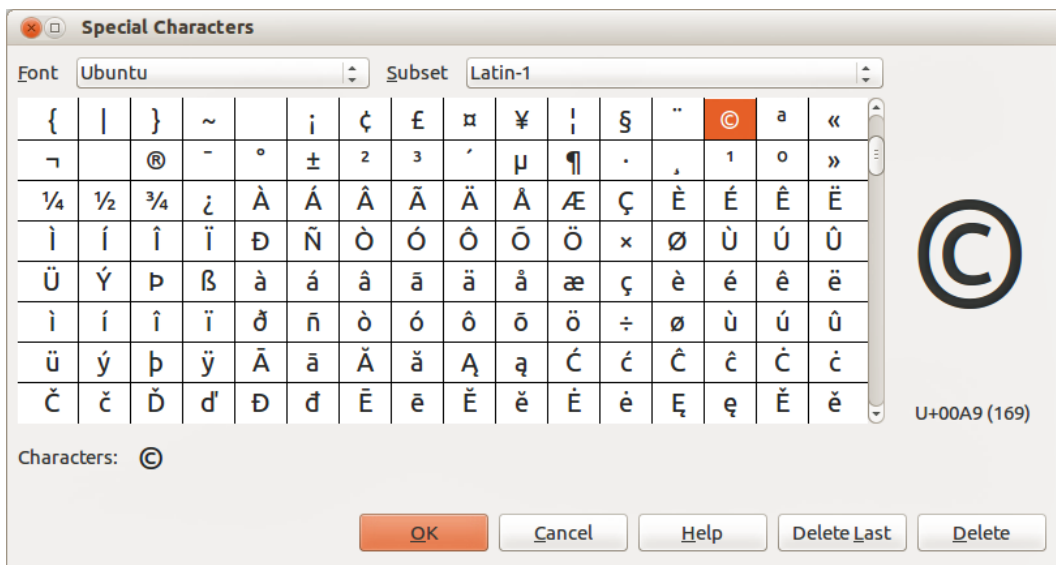 Special Characters
Font Ubuntu Subset Latin-1
{ | } ~ ¡ ¢ £ ¤ ¥ ¦ § ¨ © ª «
¬ ® ¯ ° ± ² ³ ´ µ ¶ · ¸ ¹ º »
¼ ½ ¾ ¿ À Á Â Ã Ä Å Æ Ç È É Ê Ë
Ì Í Î Ï Ð Ñ Ò Ó Ô Õ Ö × Ø Ù Ú Û
Ü Ý Þ ß à á â ã ä å æ ç è é ê ë
ì í î ï ð ñ ò ó ô õ ö ÷ ø ù ú û
ü ý þ ÿ Ā ā Ă ă Ą ą Ć ć Ĉ ĉ Ċ ċ
Č č Ď ď Đ đ Ē ē Ĕ ĕ Ė ė Ę ę Ě ě
©
U+00A9 (169)
Characters: ©
OK Cancel Help Delete Last Delete